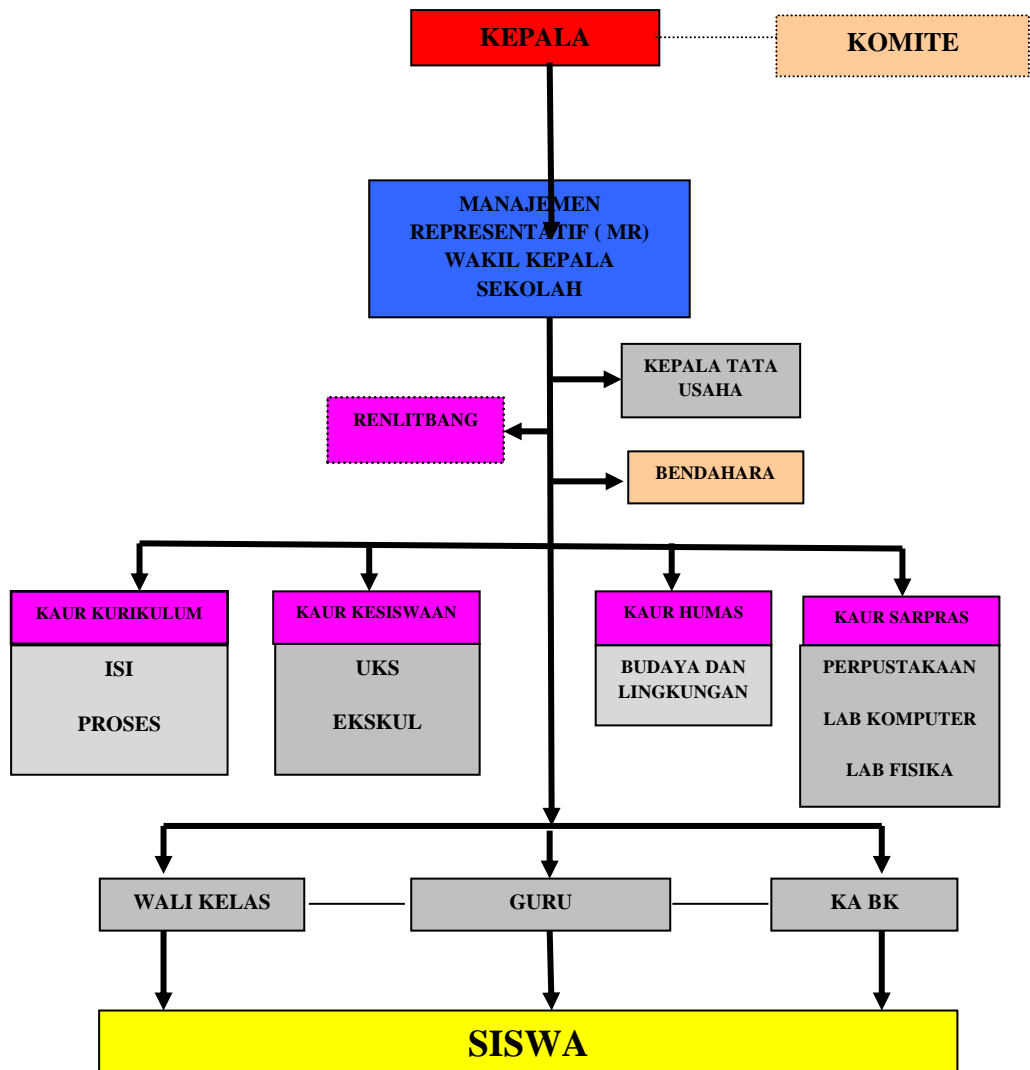 KEPALA
KOMITE
MANAJEMEN
REPRESENTATIF ( MR)
WAKIL KEPALA
SEKOLAH
KEPALA TATA
USAHA
RENLITBANG
BENDAHARA
KAUR KURIKULUM
ISI
PROSES
KAUR KESISWAAN
UKS
EKSKUL
KAUR HUMAS
BUDAYA DAN
LINGKUNGAN
KAUR SARPRAS
PERPUSTAKAAN
LAB KOMPUTER
LAB FISIKA
WALI KELAS
GURU
KA BK
SISWA